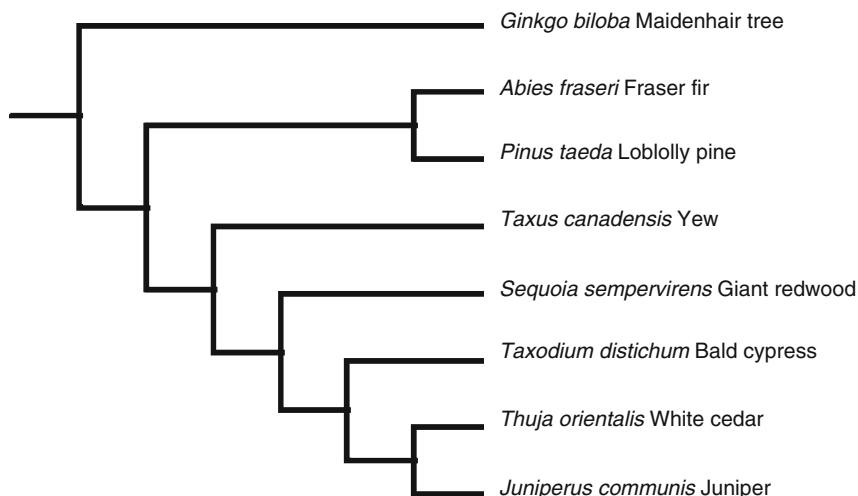 Ginkgo biloba Maidenhair tree
Abies fraseri Fraser fir
Pinus taeda Loblolly pine
Taxus canadensis Yew
Sequoia sempervirens Giant redwood
Taxodium distichum Bald cypress
Thuja orientalis White cedar
Juniperus communis Juniper